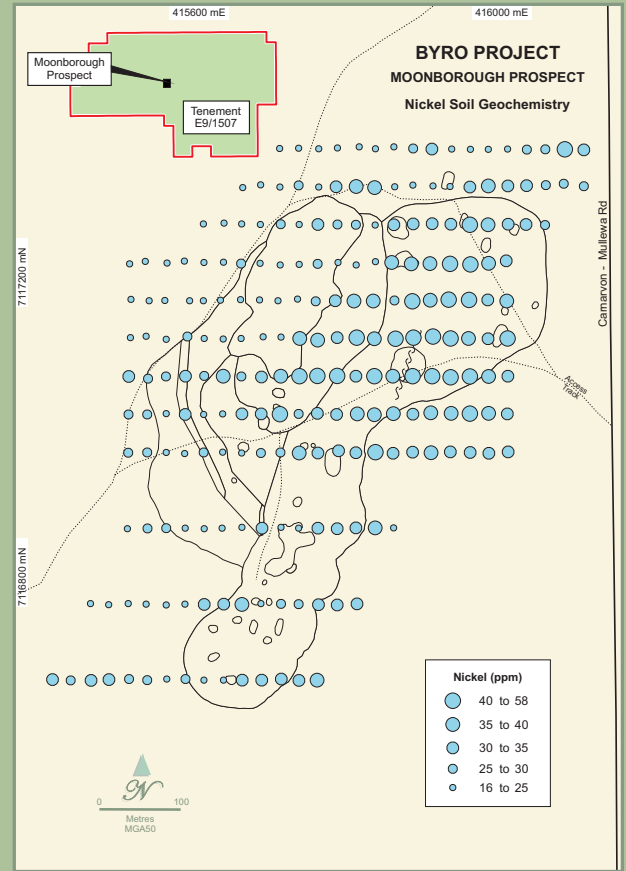 415600 mE
416000 mE
BYRO PROJECT
MOONBOROUGH PROSPECT
Nickel Soil Geochemistry
Moonborough
Prospect
Tenement
E9/1507
7117200 mN
Carnarvon - Mullewa Rd
Access
Track
7116800 mN
Nickel (ppm)
40 to 58
35 to 40
30 to 35
25 to 30
16 to 25
N
0 100
Metres
MGA50